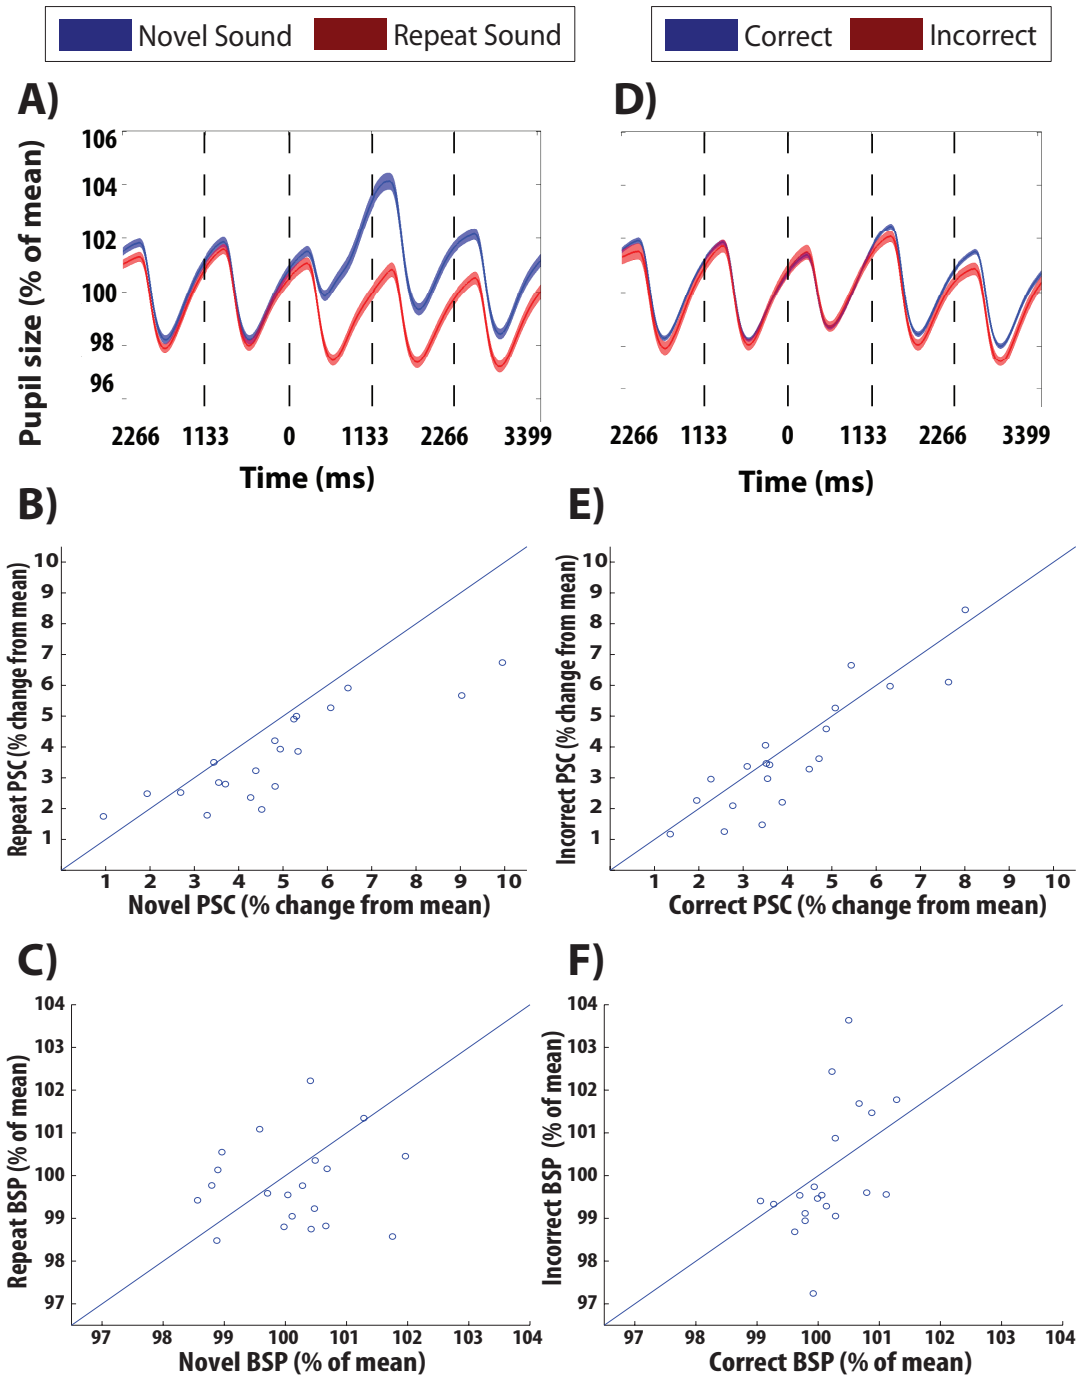 Novel Sound Repeat Sound
Correct Incorrect
A)
106
104
102
100
98
96
Pupil size (% of mean)
2266 1133 0 1133 2266 3399
Time (ms)
D)
2266 1133 0 1133 2266 3399
Time (ms)
B)
10
9
8
7
6
5
4
3
2
1
Repeat PSC (% change from mean)
1 2 3 4 5 6 7 8 9 10
Novel PSC (% change from mean)
E)
10
9
8
7
6
5
4
3
2
1
Incorrect PSC (% change from mean)
1 2 3 4 5 6 7 8 9 10
Correct PSC (% change from mean)
C)
104
103
102
101
100
99
98
97
Repeat BSP (% of mean)
97 98 99 100 101 102 103 104
Novel BSP (% of mean)
F)
104
103
102
101
100
99
98
97
Incorrect BSP (% of mean)
97 98 99 100 101 102 103 104
Correct BSP (% of mean)